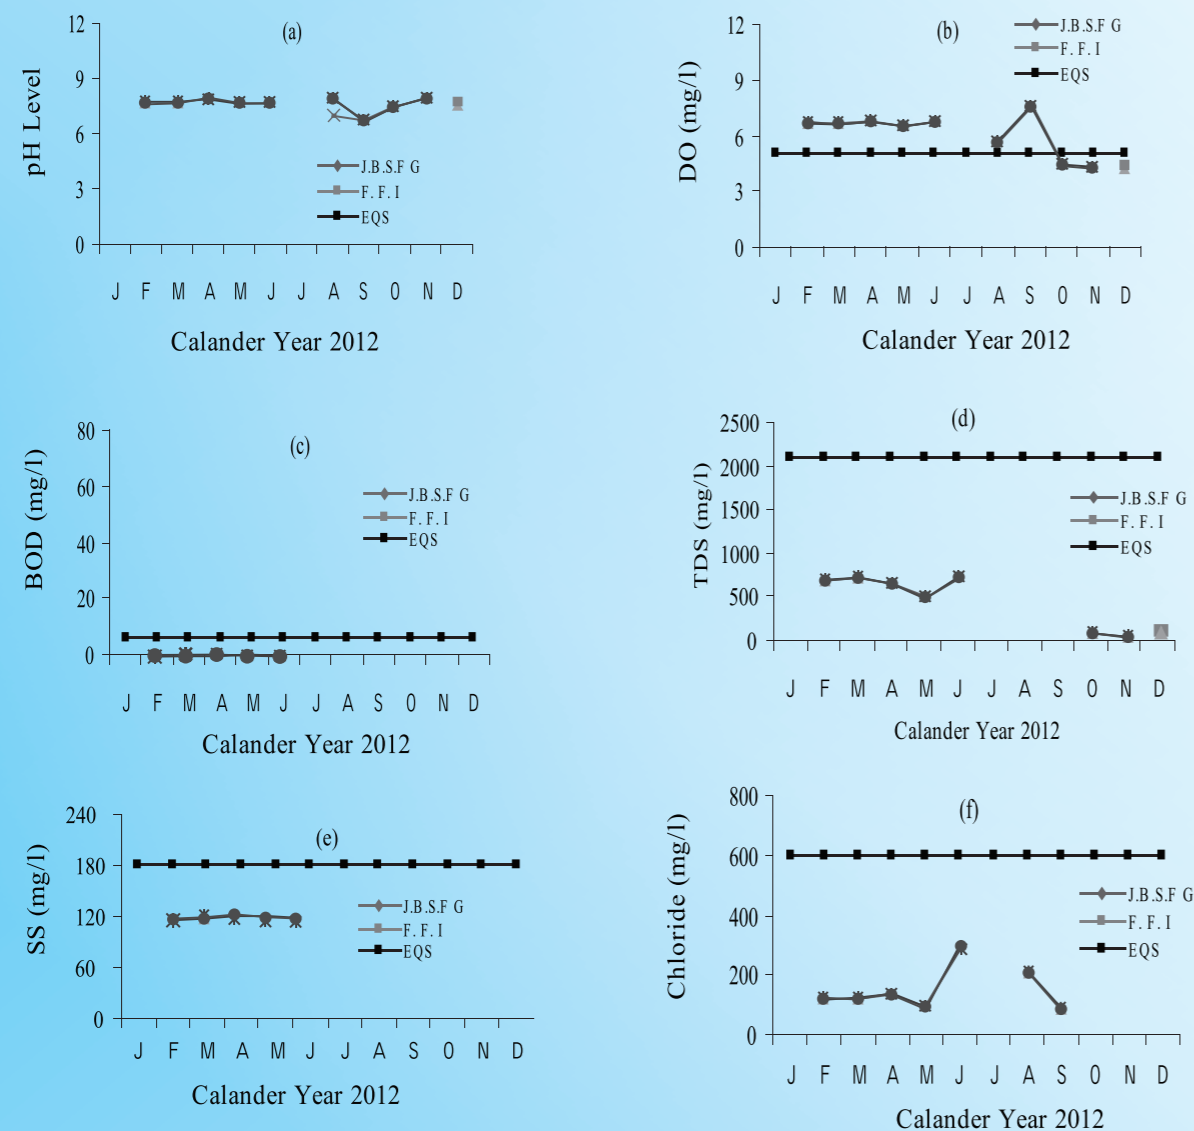 (a)
12
9
6
3
0
pH Level
J.B.S.F G
F. F. I
EQS
J F M A M J J A S O N D
Calander Year 2012
(b)
12
9
6
3
0
DO (mg/l)
J.B.S.F G
F. F. I
EQS
J F M A M J J A S O N D
Calander Year 2012
(c)
80
60
40
20
0
BOD (mg/l)
J.B.S.F G
F. F. I
EQS
J F M A M J J A S O N D
Calander Year 2012
(d)
2500
2000
1500
1000
500
0
TDS (mg/l)
J.B.S.F G
F. F. I
EQS
J F M A M J J A S O N D
Calander Year 2012
(e)
240
180
120
60
0
SS (mg/l)
J.B.S.F G
F. F. I
EQS
J F M A M J J A S O N D
Calander Year 2012
(f)
800
600
400
200
0
Chloride (mg/l)
J.B.S.F G
F. F. I
EQS
J F M A M J J A S O N D
Calander Year 2012